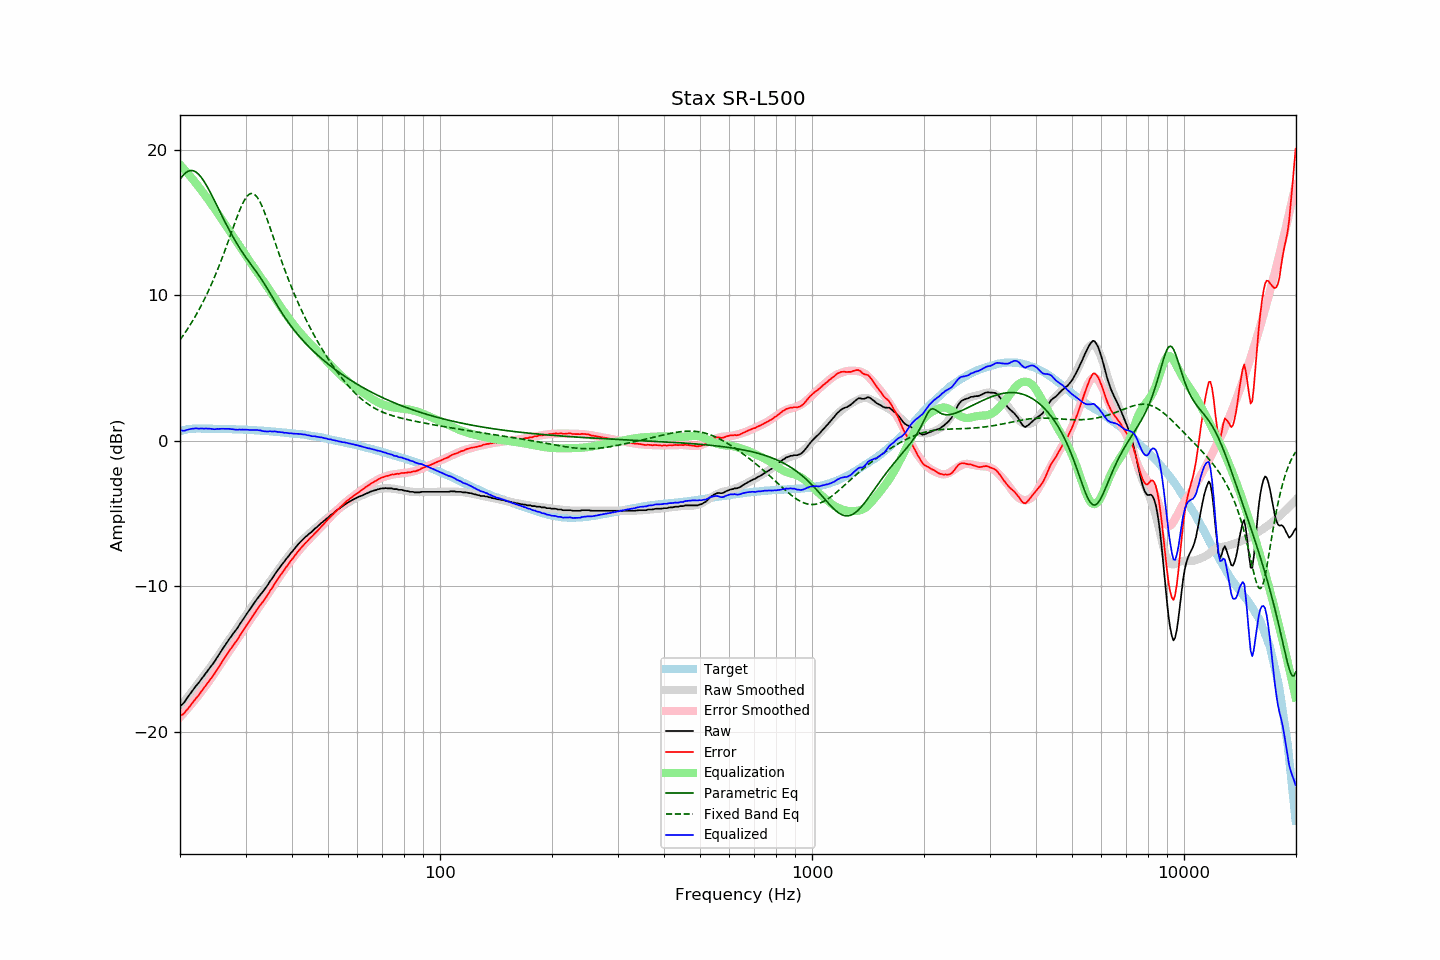 Stax SR-L500
Amplitude (dBr)
20
10
0
−10
−20
100
1000
10000
Frequency (Hz)
Target
Raw Smoothed
Error Smoothed
Raw
Error
Equalization
Parametric Eq
Fixed Band Eq
Equalized